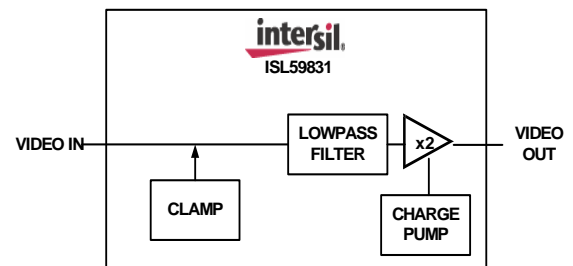 intersil.
ISL59831
VIDEO IN
LOWPASS
FILTER
x2
VIDEO
OUT
CLAMP
CHARGE
PUMP